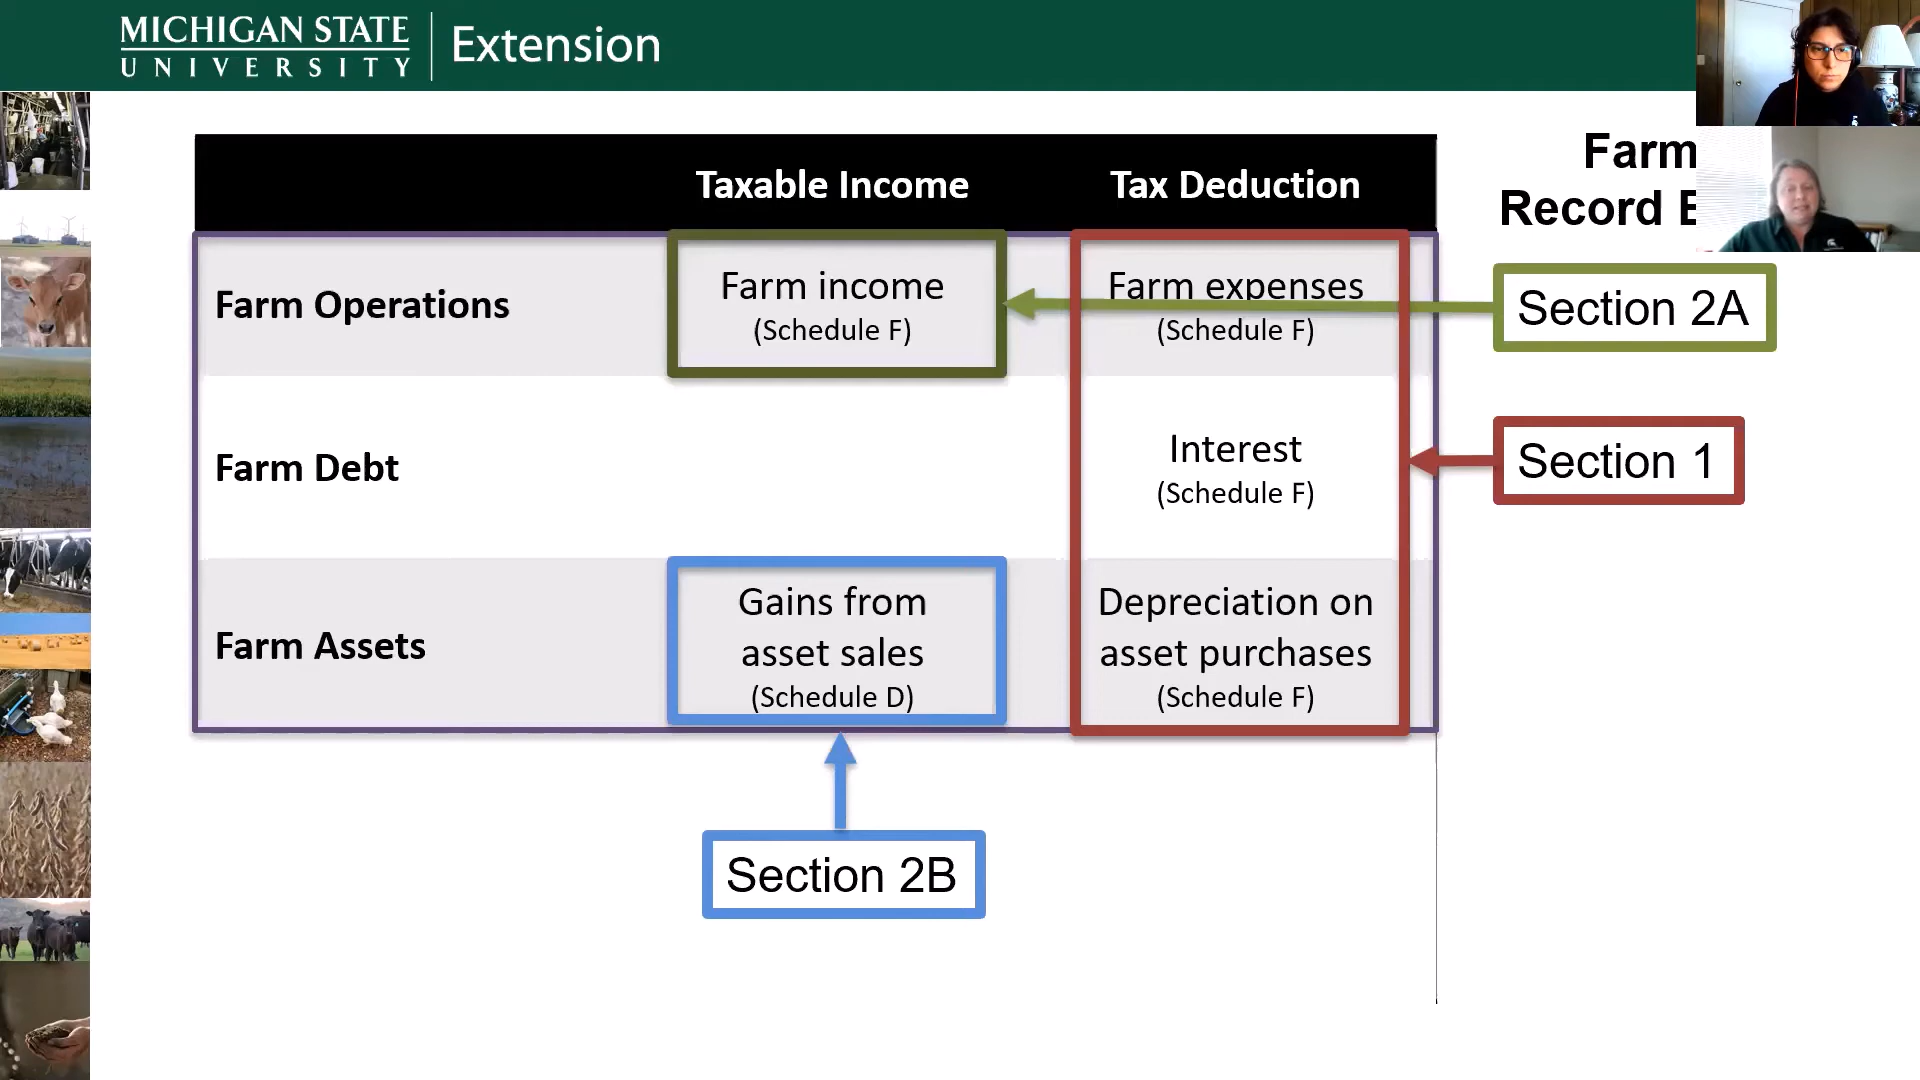 MICHIGAN STATE
UNIVERSITY
Extension
Taxable Income
Tax Deduction
Farm
Record
Farm Operations
Farm income
(Schedule F)
Farm expenses
(Schedule F)
Section 2A
Farm Debt
Interest
(Schedule F)
Section 1
Farm Assets
Gains from
asset sales
(Schedule D)
Depreciation on
asset purchases
(Schedule F)
Section 2B